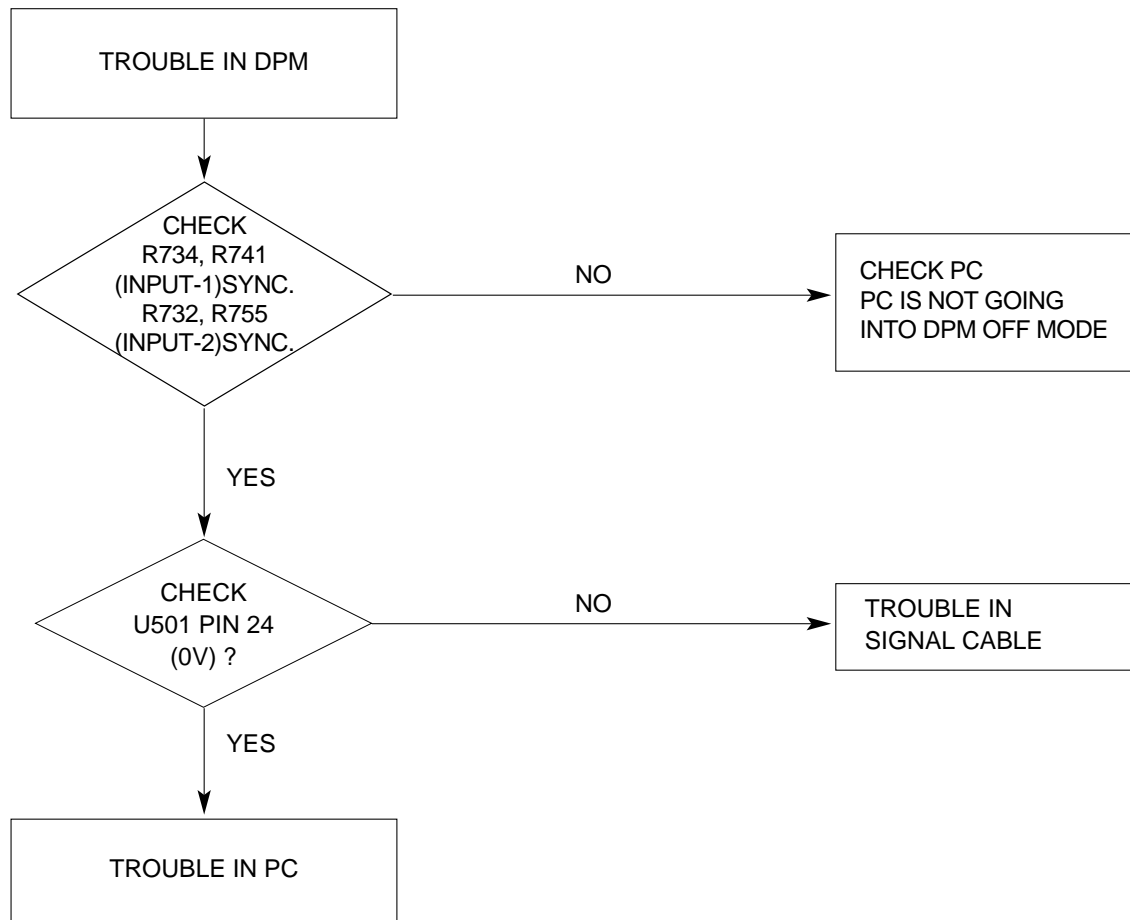 TROUBLE IN DPM
CHECK
R734, R741
(INPUT-1)SYNC.
R732, R755
(INPUT-2)SYNC.
NO
CHECK PC
PC IS NOT GOING
INTO DPM OFF MODE
YES
CHECK
U501 PIN 24
(0V) ?
NO
TROUBLE IN
SIGNAL CABLE
YES
TROUBLE IN PC